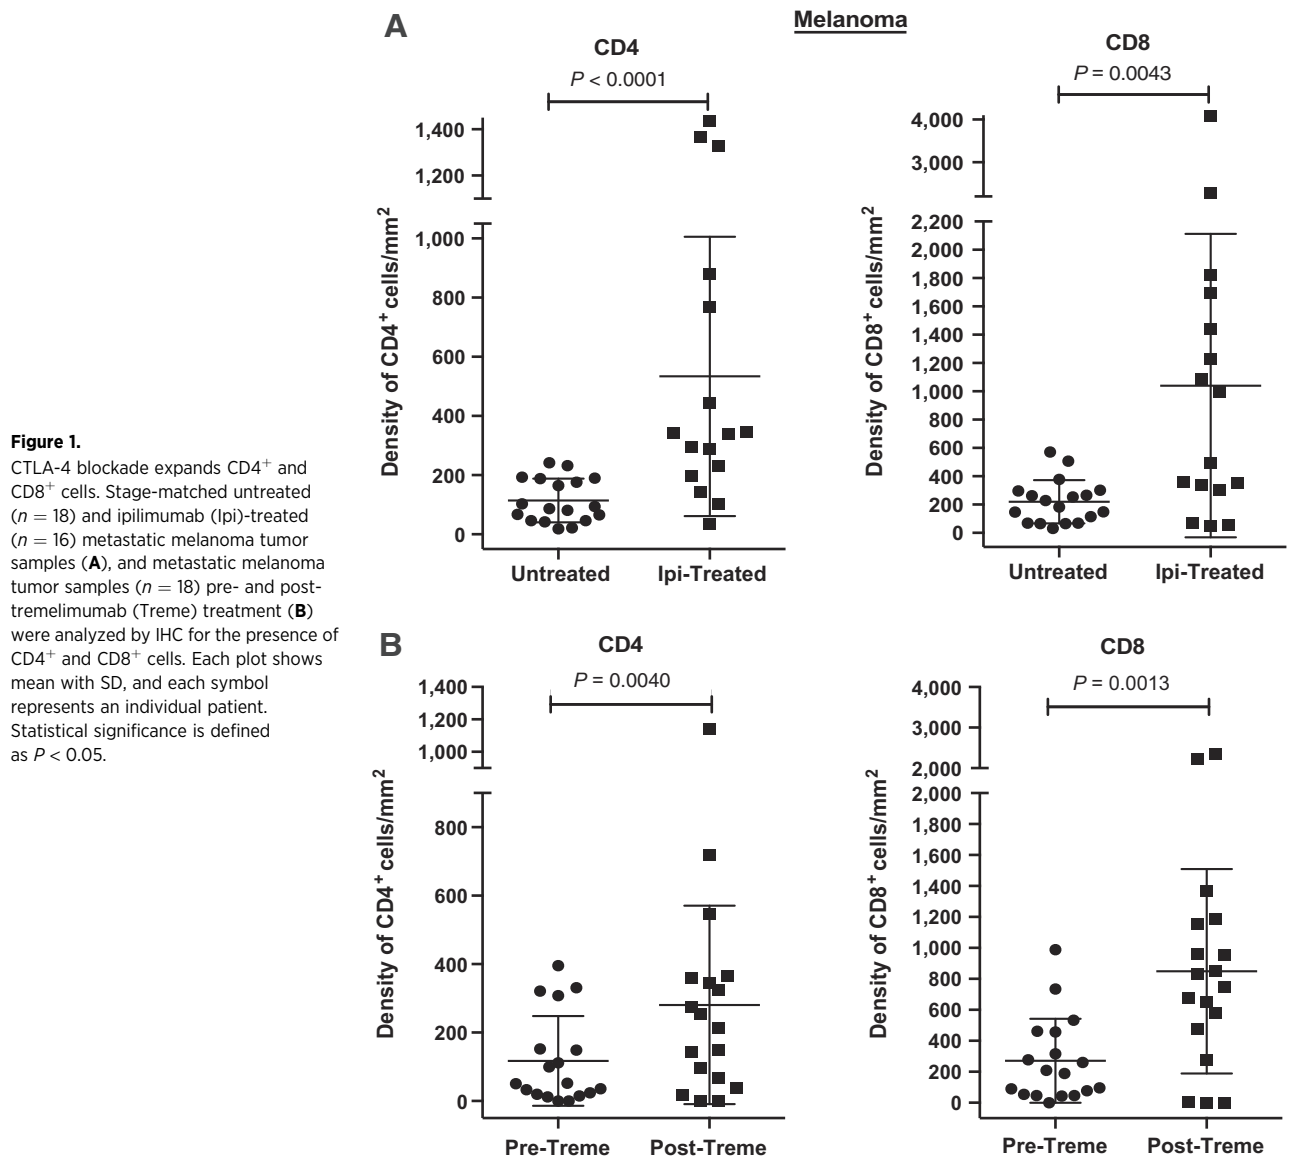 Melanoma
A
CD4
P < 0.0001
Density of CD4+ cells/mm2
1,400
1,200
1,000
800
600
400
200
0
Untreated
Ipi-Treated
CD8
P = 0.0043
Density of CD8+ cells/mm2
4,000
3,000
2,200
2,000
1,800
1,600
1,400
1,200
1,000
800
600
400
200
0
Untreated
Ipi-Treated
Figure 1.
CTLA-4 blockade expands CD4+ and
CD8+ cells. Stage-matched untreated
(n = 18) and ipilimumab (Ipi)-treated
(n = 16) metastatic melanoma tumor
samples (A), and metastatic melanoma
tumor samples (n = 18) pre- and post-
tremelimumab (Treme) treatment (B)
were analyzed by IHC for the presence of
CD4+ and CD8+ cells. Each plot shows
mean with SD, and each symbol
represents an individual patient.
Statistical significance is defined
as P < 0.05.
B
CD4
P = 0.0040
Density of CD4+ cells/mm2
1,400
1,200
1,000
800
600
400
200
0
Pre-Treme
Post-Treme
CD8
P = 0.0013
Density of CD8+ cells/mm2
4,000
3,000
2,000
2,000
1,800
1,600
1,400
1,200
1,000
800
600
400
200
0
Pre-Treme
Post-Treme